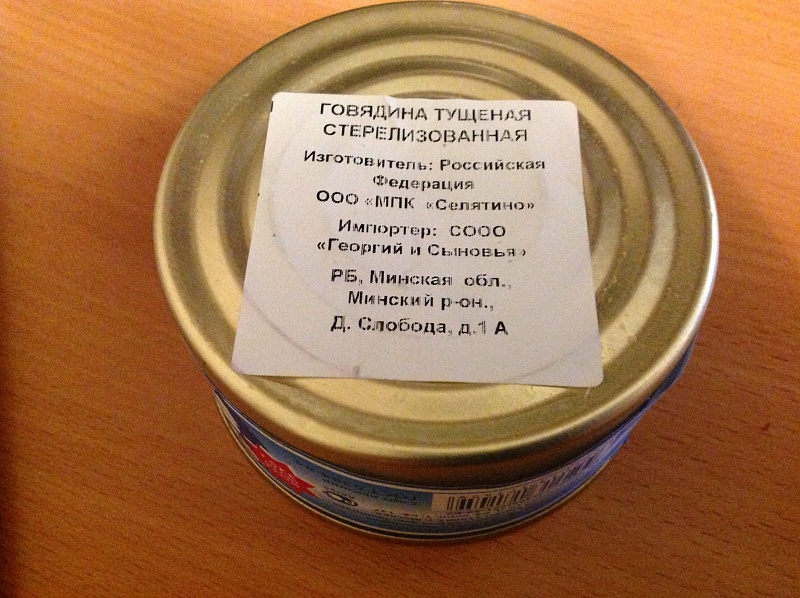 ГОВЯДИНА ТУЩЕНАЯ
СТЕРЕЛИЗОВАННАЯ
Изготовитель: Российская
Федерация
ООО «МПК «Селятино»
Импортер: СООО
«Георгий и Сыновья»
РБ, Минская обл.,
Минский р-он.,
Д. Слобода, д.1 А